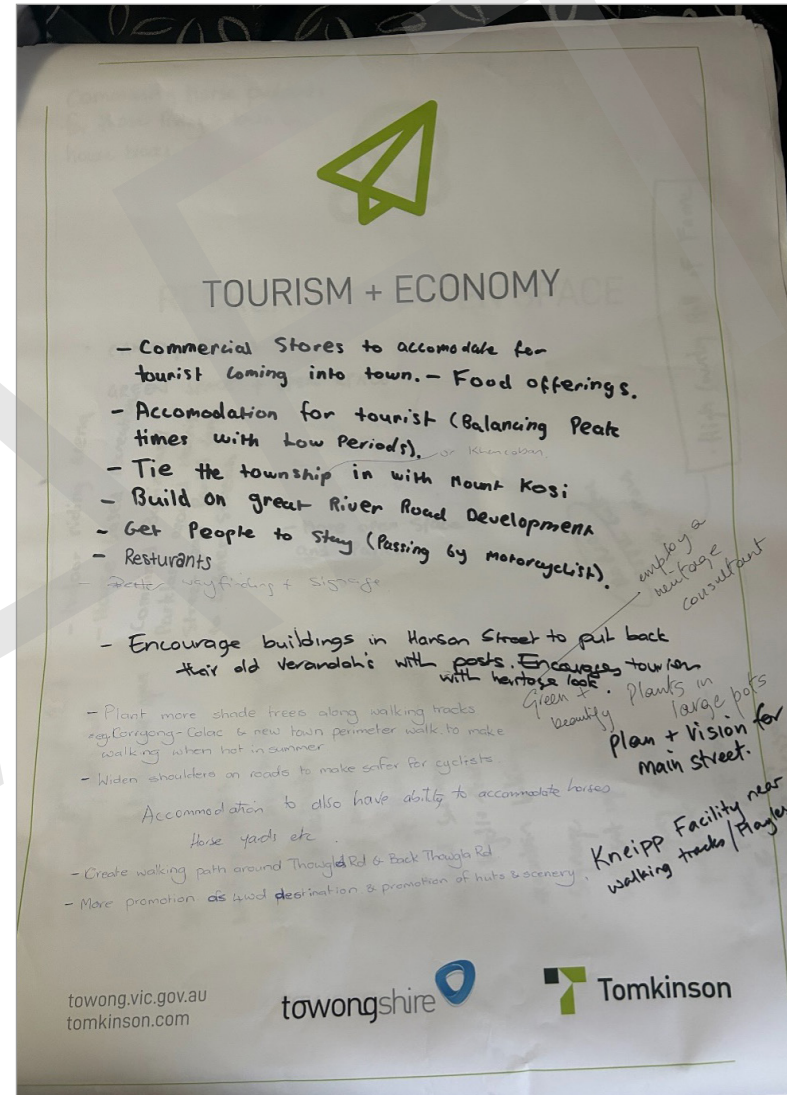 TOURISM + ECONOMY
- Commercial Stores to accomodate for
tourist coming into town. - Food offerings.
- Accomodation for tourist (Balancing Peak
times with Low Periods).
or Khancoban.
- Tie the township in with Mount Kosi
- Build on great River Road Development
- Get People to Stay (Passing by Motorcyclist).
- Resturants
- Better wayfinding + Signage
employ a
heritage
consultant
- Encourage buildings in Hanson Street to put back
their old verandah's with posts. Encourages tourism
with heritage look.
Green +
beautify
Plants in
large pots
Plan + Vision for
Main street.
- Plant more shade trees along walking tracks
eg. Corryong-Colac & new town perimeter walk to make
walking when hot in summer
- Widen shoulders on roads to make safer for cyclists.
Accommodation to also have ability to accommodate horses
Horse yards etc.
- Create walking path around Thowgla Rd & Back Thowgla Rd
- More promotion as 4wd destination & promotion of huts & scenery.
Kneipp Facility near
walking tracks/
towong.vic.gov.au
tomkinson.com
towongshire
Tomkinson